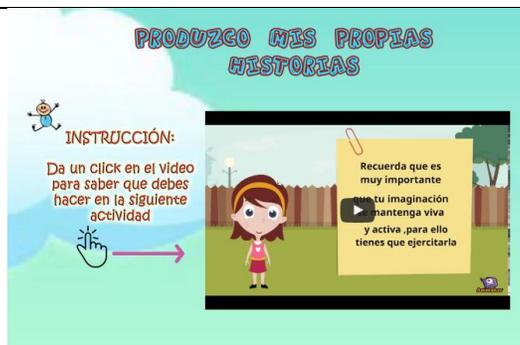 PRODUZCO MIS PROPIAS
HISTORIAS
INSTRUCCIÓN:
Da un click en el video
para saber que debes
hacer en la siguiente
actividad
Recuerda que es
muy importante
que tu imaginación
se mantenga viva
y activa ,para ello
tienes que ejercitarla